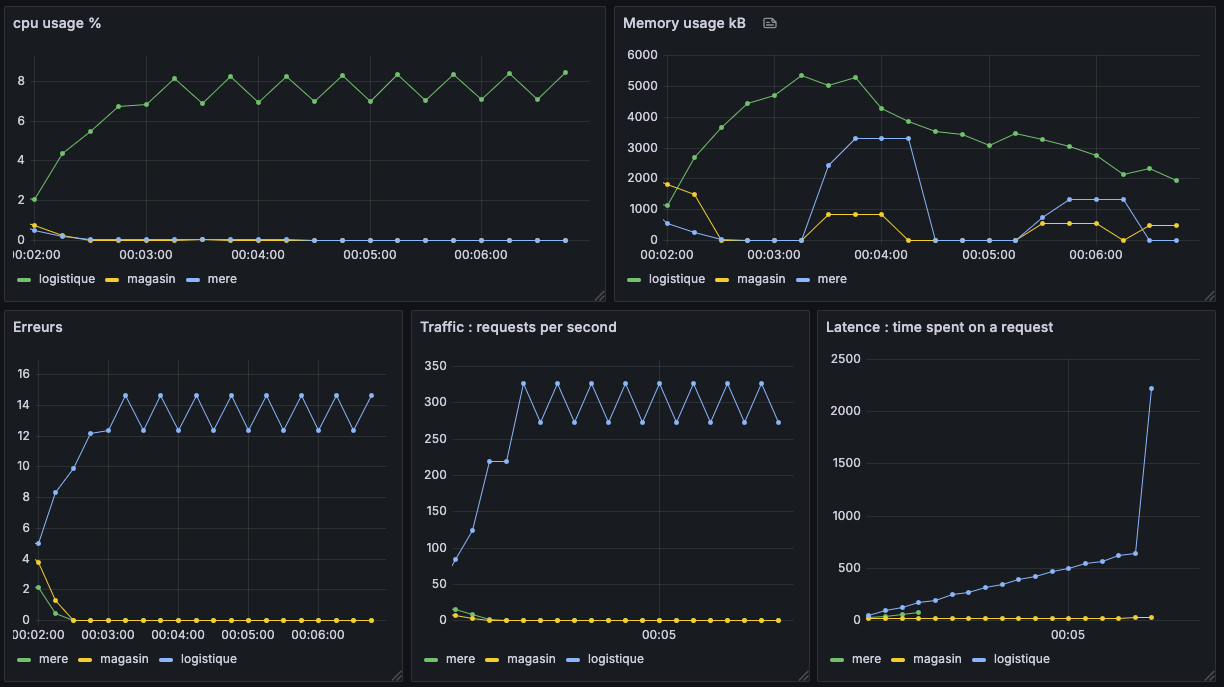 cpu usage %
8
6
4
2
0
00:02:00 00:03:00 00:04:00 00:05:00 00:06:00
logistique magasin mere
Memory usage kB
6000
5000
4000
3000
2000
1000
0
00:02:00 00:03:00 00:04:00 00:05:00 00:06:00
logistique magasin mere
Erreurs
16
14
12
10
8
6
4
2
0
00:02:00 00:03:00 00:04:00 00:05:00 00:06:00
mere magasin logistique
Traffic : requests per second
350
300
250
200
150
100
50
0
00:05
mere magasin logistique
Latence : time spent on a request
2500
2000
1500
1000
500
0
00:05
mere magasin logistique